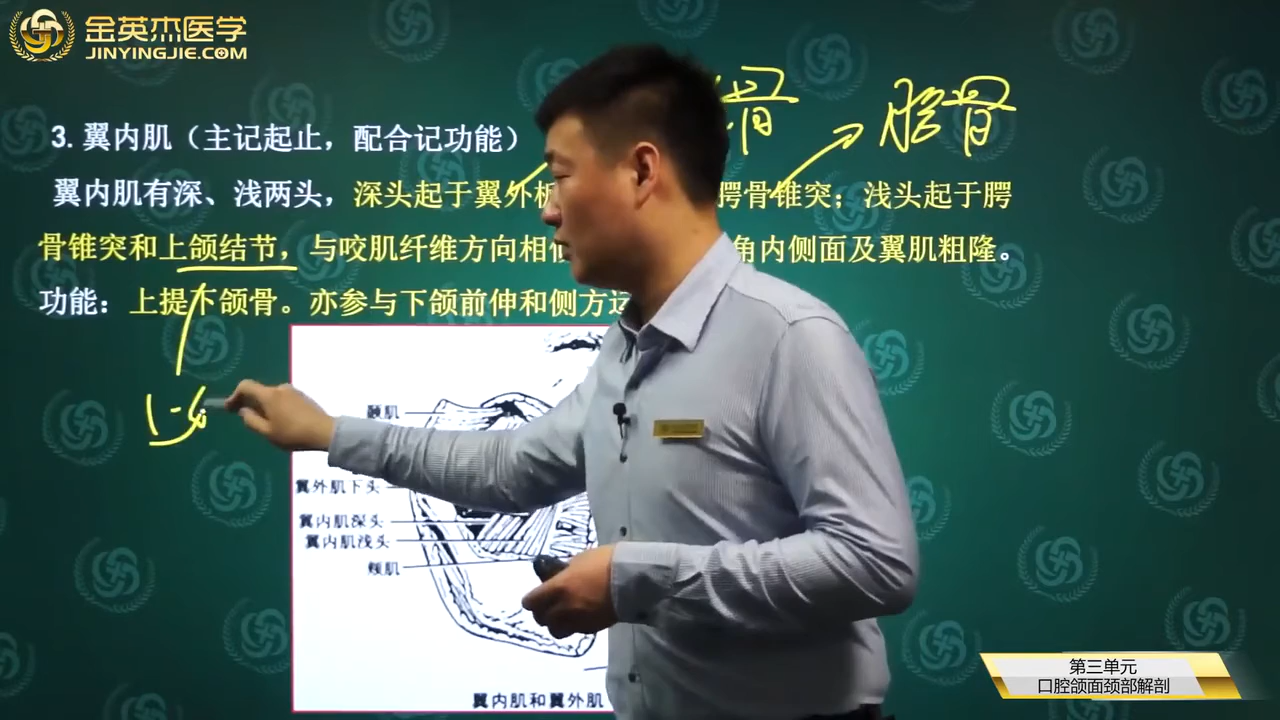 金英杰医学
JINYINGJIE.COM
骨
腭骨
3.翼内肌（主记起止，配合记功能）
翼内肌有深、浅两头，深头起于翼外板 腭骨锥突；浅头起于腭
骨锥突和上颌结节，与咬肌纤维方向相似 角内侧面及翼肌粗隆。
功能：上提下颌骨。亦参与下颌前伸和侧方运
上
颞肌
翼外肌下头
翼内肌深头
翼内肌浅头
颊肌
翼内肌和翼外肌
第三单元
口腔颌面颈部解剖